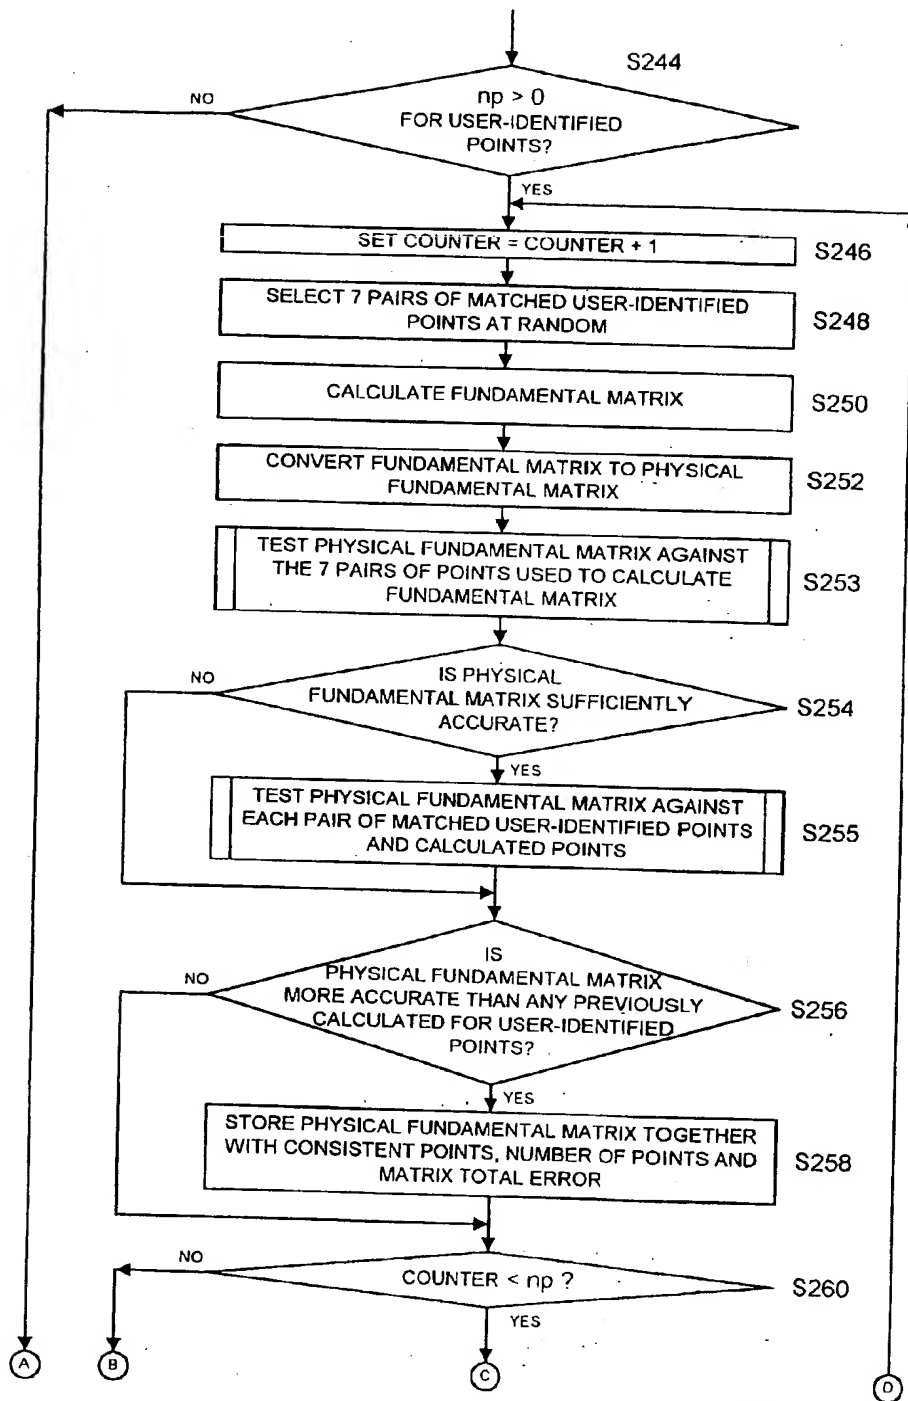 S244
NO
np > 0
FOR USER-IDENTIFIED
POINTS?
YES
SET COUNTER = COUNTER + 1
S246
SELECT 7 PAIRS OF MATCHED USER-IDENTIFIED
POINTS AT RANDOM
S248
CALCULATE FUNDAMENTAL MATRIX
S250
CONVERT FUNDAMENTAL MATRIX TO PHYSICAL
FUNDAMENTAL MATRIX
S252
TEST PHYSICAL FUNDAMENTAL MATRIX AGAINST
THE 7 PAIRS OF POINTS USED TO CALCULATE
FUNDAMENTAL MATRIX
S253
NO
IS PHYSICAL
FUNDAMENTAL MATRIX SUFFICIENTLY
ACCURATE?
S254
YES
TEST PHYSICAL FUNDAMENTAL MATRIX AGAINST
EACH PAIR OF MATCHED USER-IDENTIFIED POINTS
AND CALCULATED POINTS
S255
NO
IS
PHYSICAL FUNDAMENTAL MATRIX
MORE ACCURATE THAN ANY PREVIOUSLY
CALCULATED FOR USER-IDENTIFIED
POINTS?
S256
YES
STORE PHYSICAL FUNDAMENTAL MATRIX TOGETHER
WITH CONSISTENT POINTS, NUMBER OF POINTS AND
MATRIX TOTAL ERROR
S258
NO
COUNTER < np ?
S260
YES
A
B
C
D